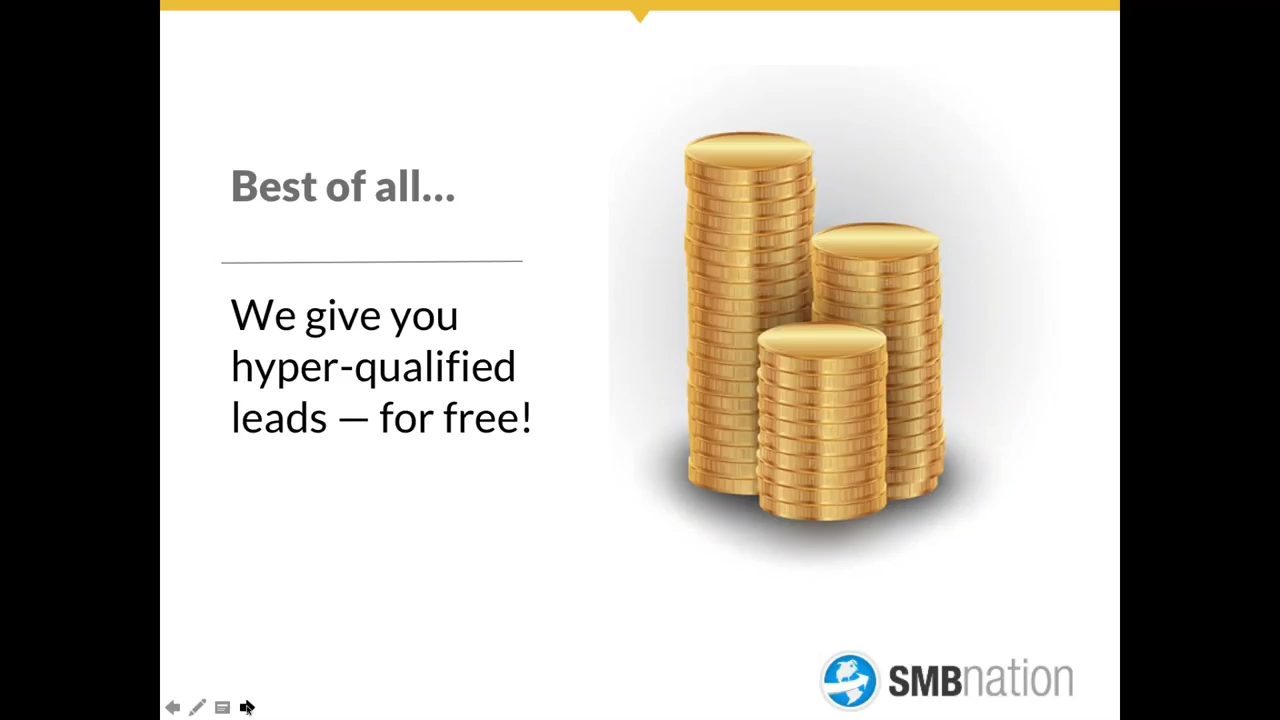 Best of all...
We give you
hyper-qualified
leads — for free!
SMBnation